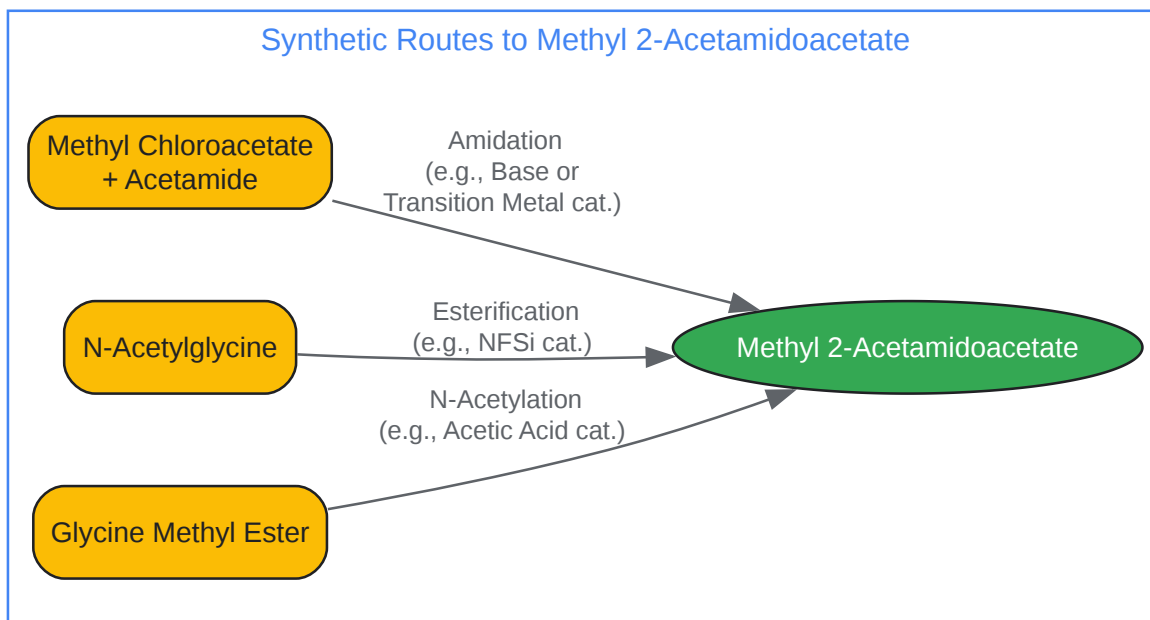 Synthetic Routes to Methyl 2-Acetamidoacetate
Methyl Chloroacetate
+ Acetamide
Amidation
(e.g., Base or
Transition Metal cat.)
N-Acetylglycine
Esterification
(e.g., NFSi cat.)
Methyl 2-Acetamidoacetate
N-Acetylation
(e.g., Acetic Acid cat.)
Glycine Methyl Ester